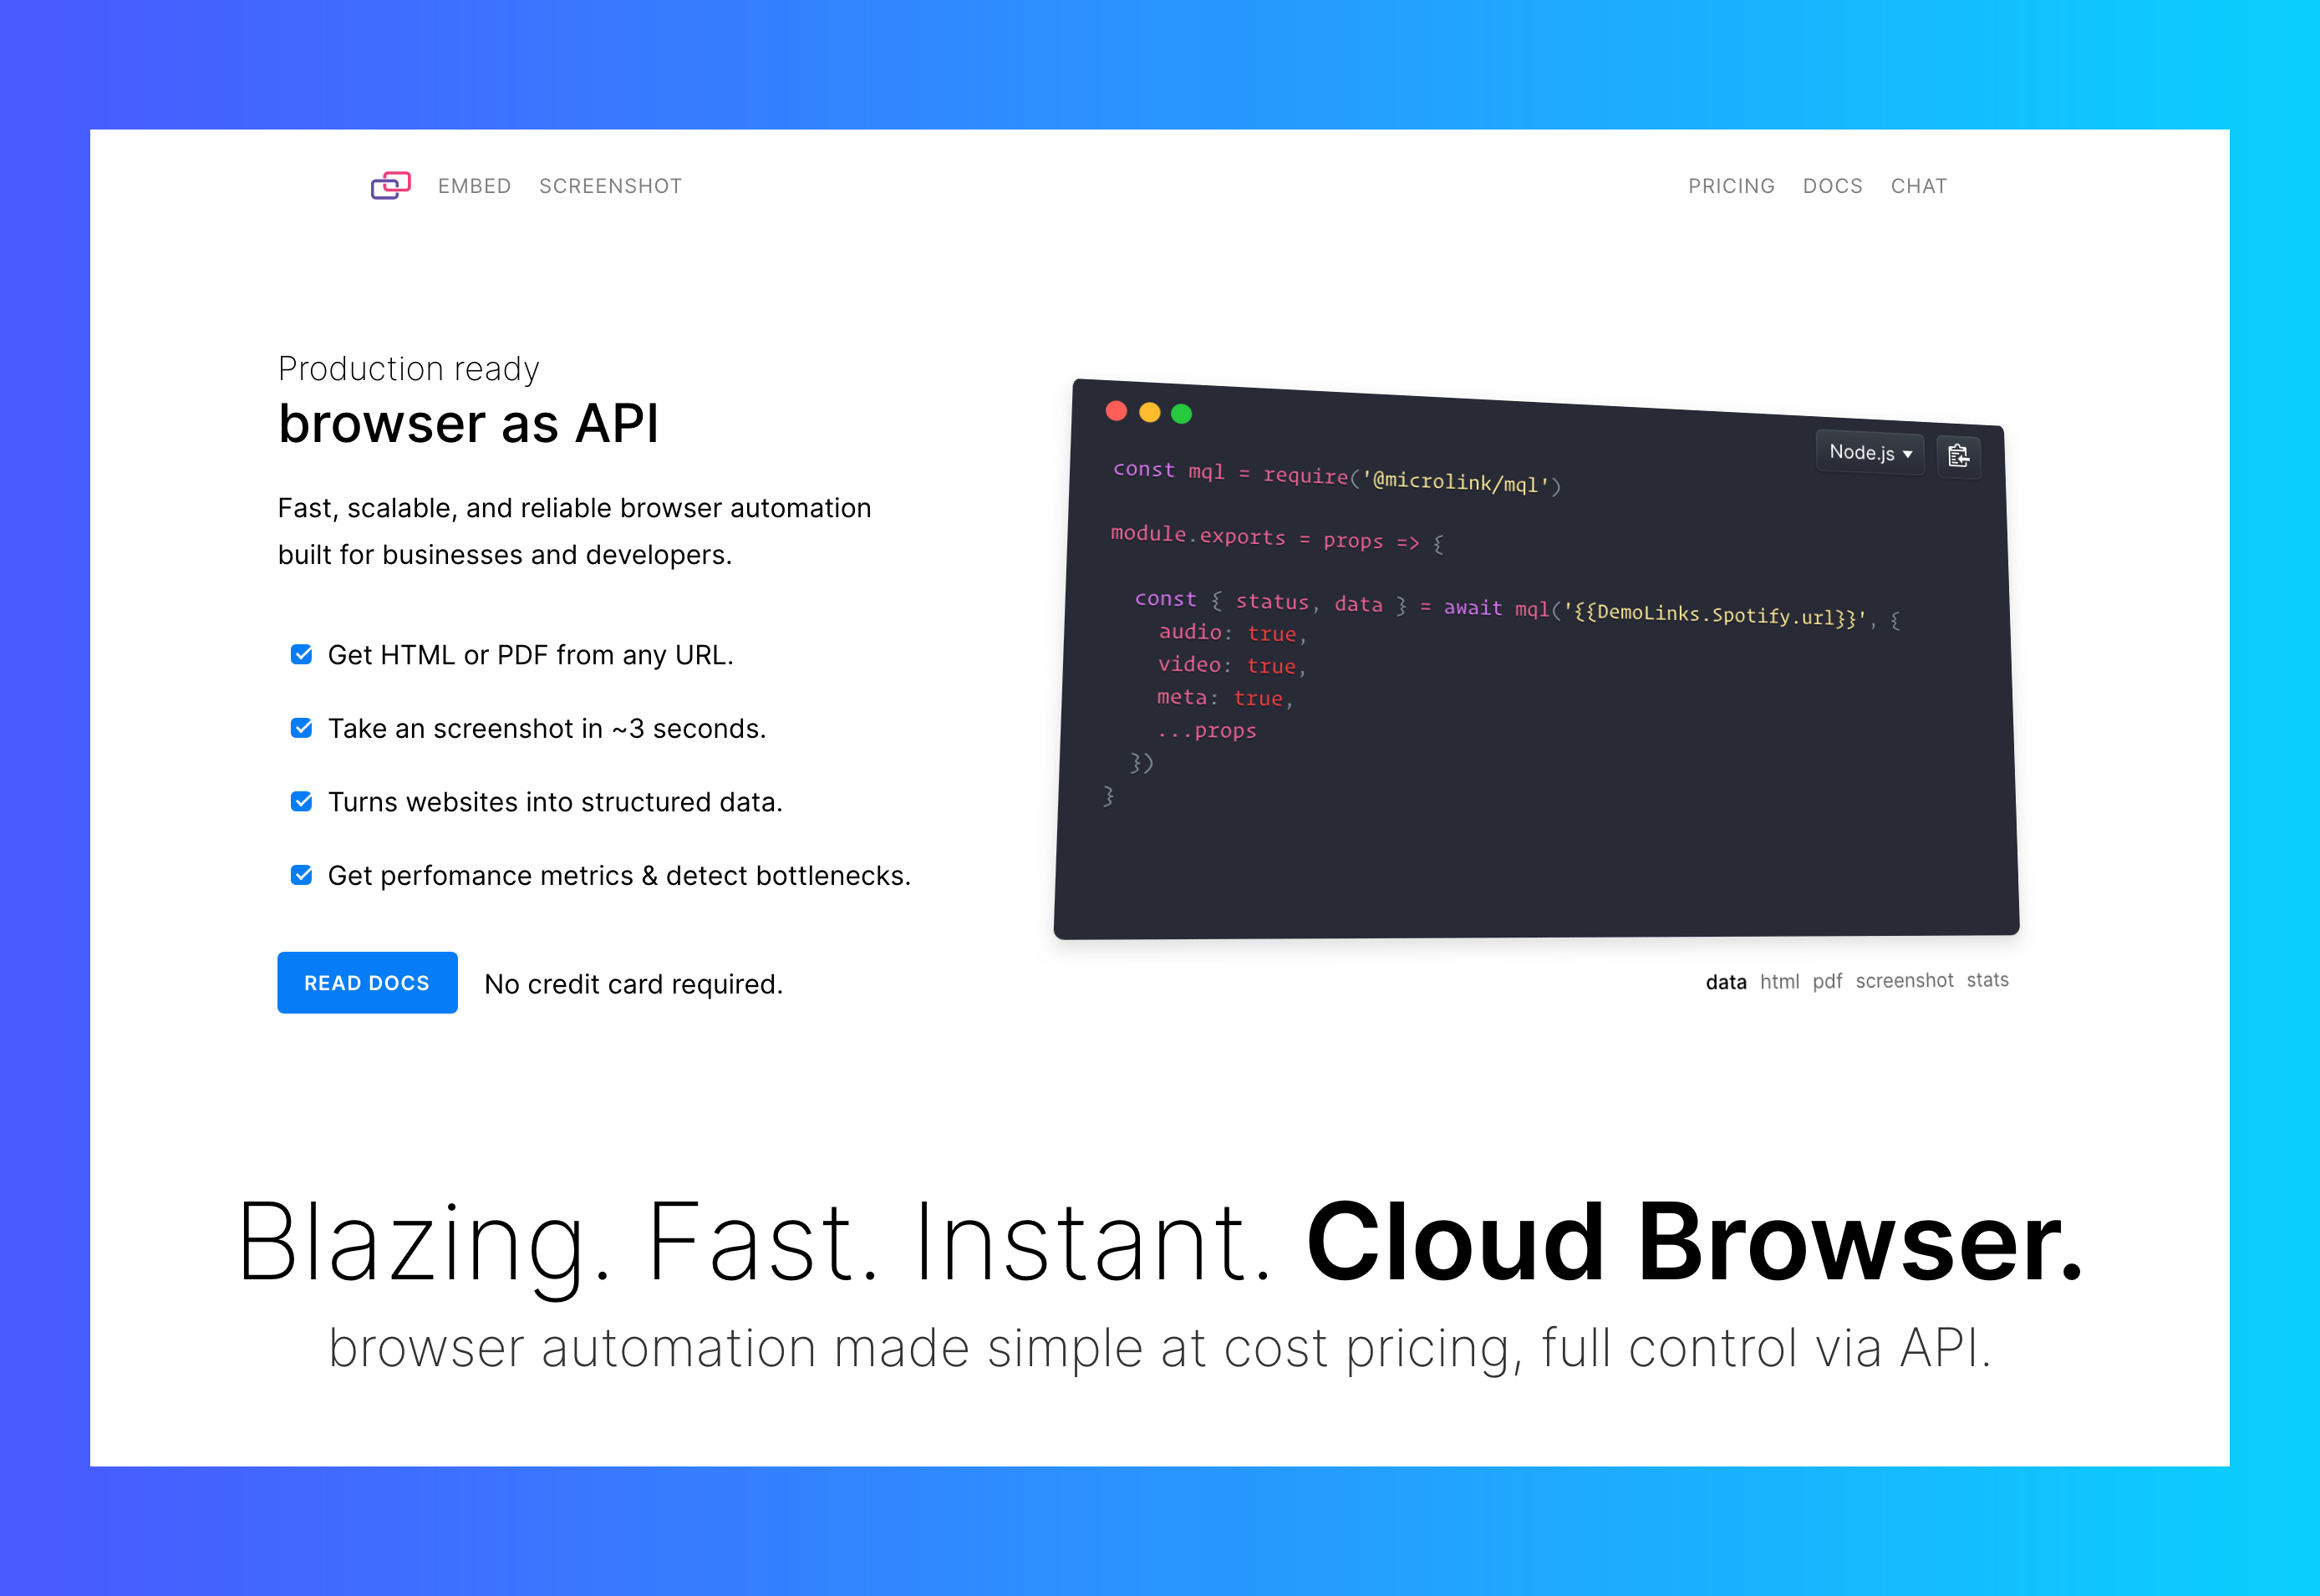 EMBED SCREENSHOT PRICING DOCS CHAT
Production ready
browser as API
Fast, scalable, and reliable browser automation
built for businesses and developers.
Get HTML or PDF from any URL.
Take an screenshot in ~3 seconds.
Turns websites into structured data.
Get perfomance metrics & detect bottlenecks.
READ DOCS No credit card required.
Node.js
const mql = require('@microlink/mql')
module.exports = props => {
const { status, data } = await mql('{{DemoLinks.Spotify.url}}', {
audio: true,
video: true,
meta: true,
...props
})
}
data html pdf screenshot stats
Blazing. Fast. Instant. Cloud Browser.
browser automation made simple at cost pricing, full control via API.